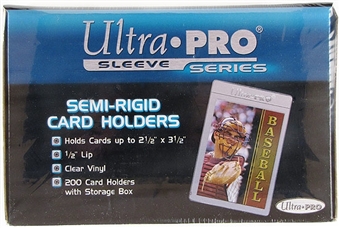 Ultra•PRO®
SLEEVE SERIES
SEMI-RIGID
CARD HOLDERS
• Holds Cards up to 2½" x 3½"
• ½" Lip
• Clear Vinyl
• 200 Card Holders
with Storage Box
BASEBALL
Ultra•PRO